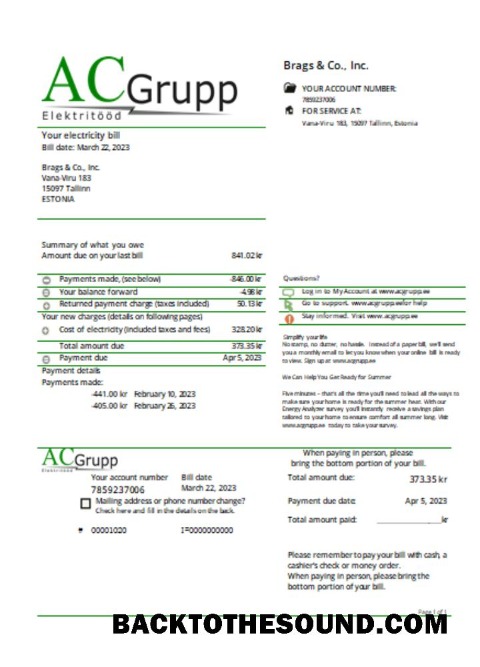 ACGrupp
Elektritööd
Your electricity bill
Bill date: March 22, 2023
Brags & Co., Inc.
Vana-Viru 183
15097 Tallinn
ESTONIA
Brags & Co., Inc.
YOUR ACCOUNT NUMBER:
7859237006
FOR SERVICE AT:
Vana-Viru 183, 15097 Tallinn, Estonia
Summary of what you owe
Amount due on your last bill 841.02 kr
Payments made, (see below) -846.00 kr
Your balance forward -4.98 kr
Returned payment charge (taxes included) 50.13 kr
Your new charges (details on following pages)
Cost of electricity (included taxes and fees) 328.20 kr
Total amount due 373.35 kr
Payment due Apr 5, 2023
Payment details
Payments made:
-441.00 kr February 10, 2023
-405.00 kr February 26, 2023
Questions?
Log in to My Account at www.acgrupp.ee
Go to support. www.acgrupp.ee for help
Stay informed. Visit www.acgrupp.ee
Simplify your life
No stamp, no clutter, no hassle. Instead of paper bill, we'll send
you a monthly email to let you know when your online bill is ready
to view. Sign up at www.acgrupp.ee
We Can Help You Get Ready for Summer
Five minutes – that's all the time you'll need to lead all the ways to
make sure your home is ready for the summer heat. With our
Energy Analyzer survey you'll instantly receive a savings plan
tailored to your home to ensure comfort all summer long. Visit
www.acgrupp.ee today to take your survey.
ACGrupp
Elektritööd
Your account number Bill date
7859237006 March 22, 2023
Mailing address or phone number change?
Check here and fill in the details on the back.
00001020 I=0000000000
When paying in person, please
bring the bottom portion of your bill.
Total amount due: 373.35 kr
Payment due date: Apr 5, 2023
Total amount paid: ______________kr
Please remember to pay your bill with cash, a
cashier's check or money order.
When paying in person, please bring the
bottom portion of your bill.
Page 1 of 1
BACKTOTHESOUND.COM